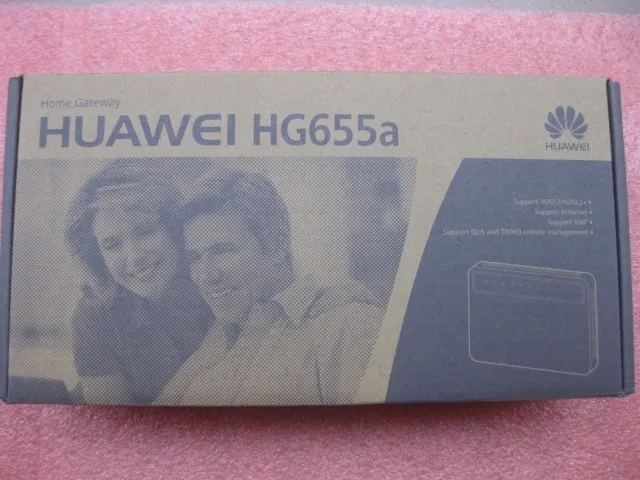 Home Gateway
HUAWEI HG655a
HUAWEI
Support VDSL2/ADSL2+ •
Support Ethernet •
Support VoIP •
Support QoS and TR069 remote management •